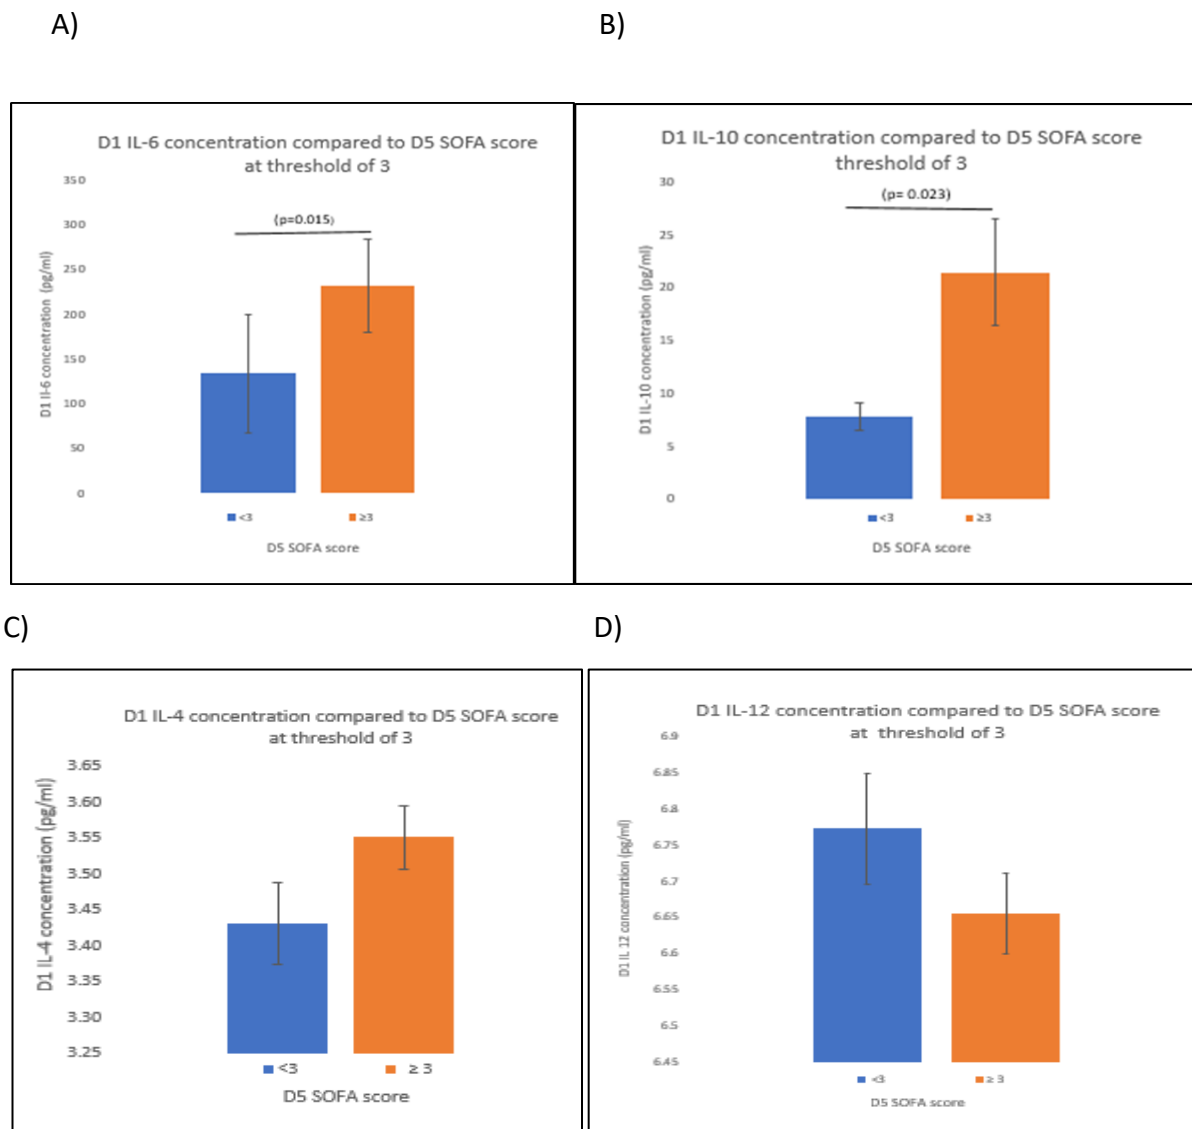 A)
B)
D1 IL-6 concentration compared to D5 SOFA score
at threshold of 3
350
300
250
200
150
100
50
0
D1 Il-6 concentration (pg/ml)
(p=0.015)
<3
≥3
D5 SOFA score
D1 IL-10 concentration compared to D5 SOFA score
threshold of 3
30
25
20
15
10
5
0
D1 IL-10 concentration (pg/ml)
(p= 0.023)
<3
≥3
D5 SOFA score
C)
D)
D1 IL-4 concentration compared to D5 SOFA score
at threshold of 3
3.65
3.60
3.55
3.50
3.45
3.40
3.35
3.30
3.25
D1 IL-4 concentration (pg/ml)
<3
≥ 3
D5 SOFA score
D1 IL-12 concentration compared to D5 SOFA score
at threshold of 3
6.9
6.85
6.8
6.75
6.7
6.65
6.6
6.55
6.5
6.45
D1 IL 12 concentration (pg/ml)
<3
≥ 3
D5 SOFA score